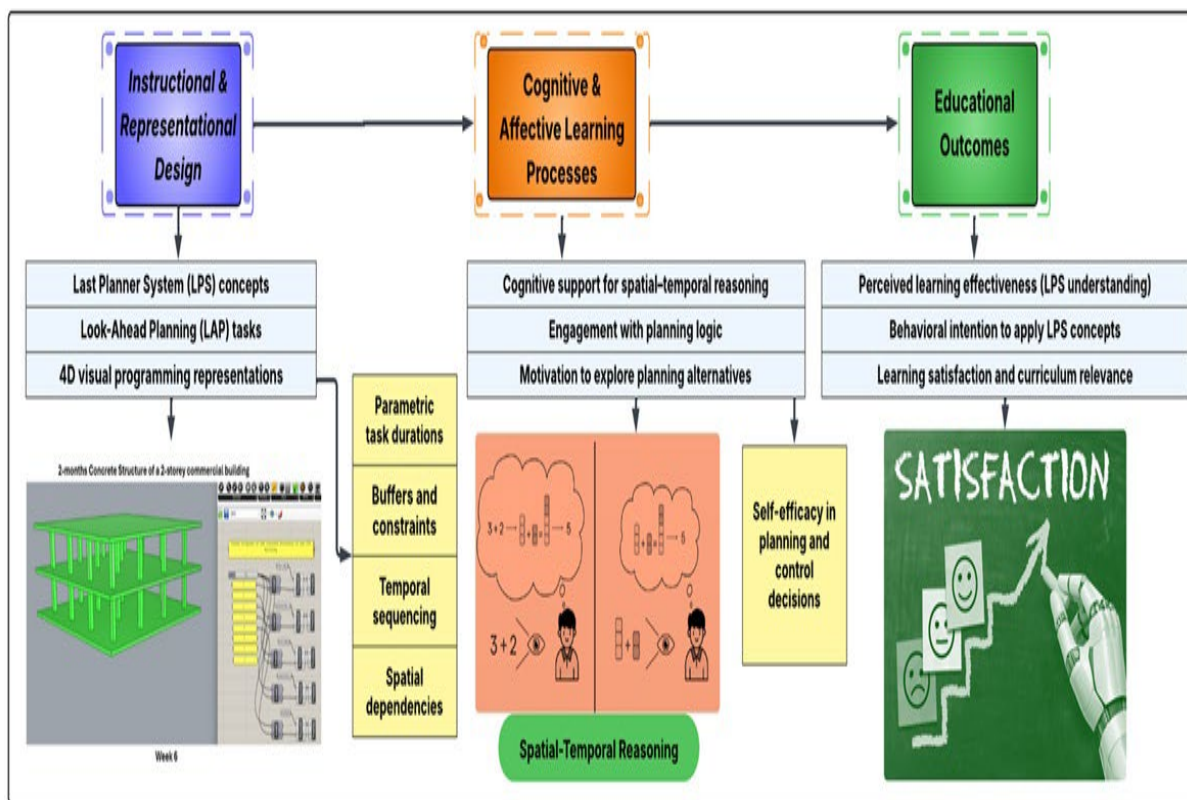 Instructional &
Representational
Design
Cognitive &
Affective Learning
Processes
Educational
Outcomes
Last Planner System (LPS) concepts
Look-Ahead Planning (LAP) tasks
4D visual programming representations
Cognitive support for spatial-temporal reasoning
Engagement with planning logic
Motivation to explore planning alternatives
Perceived learning effectiveness (LPS understanding)
Behavioral intention to apply LPS concepts
Learning satisfaction and curriculum relevance
2-months Concrete Structure of a 2-storey commercial building
Week 6
Parametric
task durations
Buffers and
constraints
Temporal
sequencing
Spatial
dependencies
3+2 → + = → 5
3+2
+ = → 5
+
Spatial-Temporal Reasoning
Self-efficacy in
planning and
control
decisions
SATISFACTION